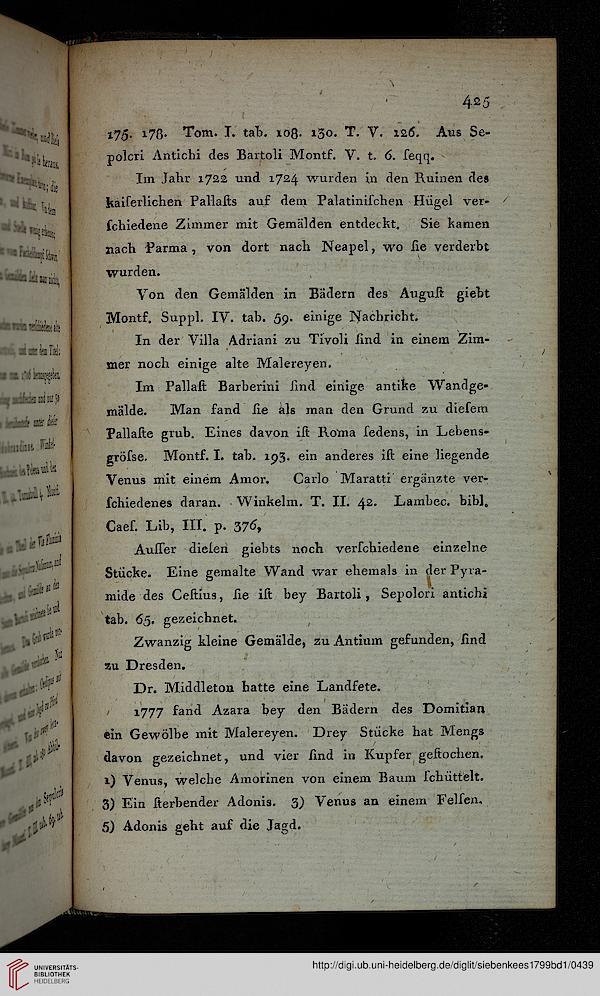 425
175. 178. Tom. I. tab. 108. 130. T. V. 126. Aus Se-
polcri Antichi des Bartoli Montf. V. t. 6. ſeqq.
Im Jahr 1722 und 1724 wurden in den Ruinen des
kaiſerlichen Pallaſts auf dem Palatiniſchen Hügel ver-
ſchiedene Zimmer mit Gemälden entdeckt. Sie kamen
nach Parma, von dort nach Neapel, wo ſie verderbt
wurden.
Von den Gemälden in Bädern des Auguſt giebt
Montf. Suppl. IV. tab. 59. einige Nachricht.
In der Villa Adriani zu Tivoli ſind in einem Zim-
mer noch einige alte Malereyen.
Im Pallaſt Barberini ſind einige antike Wandge-
mälde. Man fand ſie als man den Grund zu dieſem
Pallaſte grub. Eines davon iſt Roma ſedens, in Lebens-
gröſse. Montf. I. tab. 193. ein anderes iſt eine liegende
Venus mit einem Amor. Carlo Maratti ergänzte ver-
ſchiedenes daran. Winkelm. T. II. 42. Lambec. bibl.
Caeſ. Lib, III. p. 376,
Auſſer dieſen giebts noch verſchiedene einzelne
Stücke. Eine gemalte Wand war ehemals in der Pyra-
mide des Ceſtius, ſie iſt bey Bartoli, Sepolcri antichi
tab. 65. gezeichnet.
Zwanzig kleine Gemälde, zu Antium gefunden, ſind
zu Dresden.
Dr. Middleton hatte eine Landfete.
1777 fand Azara bey den Bädern des Domitian
ein Gewölbe mit Malereyen. Drey Stücke hat Mengs
davon gezeichnet, und vier ſind in Kupfer geſtochen.
1) Venus, welche Amorinen von einem Baum ſchüttelt.
3) Ein ſterbender Adonis. 3) Venus an einem Felſen.
5) Adonis geht auf die Jagd.
UNIVERSITÄTS-
BIBLIOTHEK
HEIDELBERG
http://digi.ub.uni-heidelberg.de/diglit/siebenkees1799bd1/0439